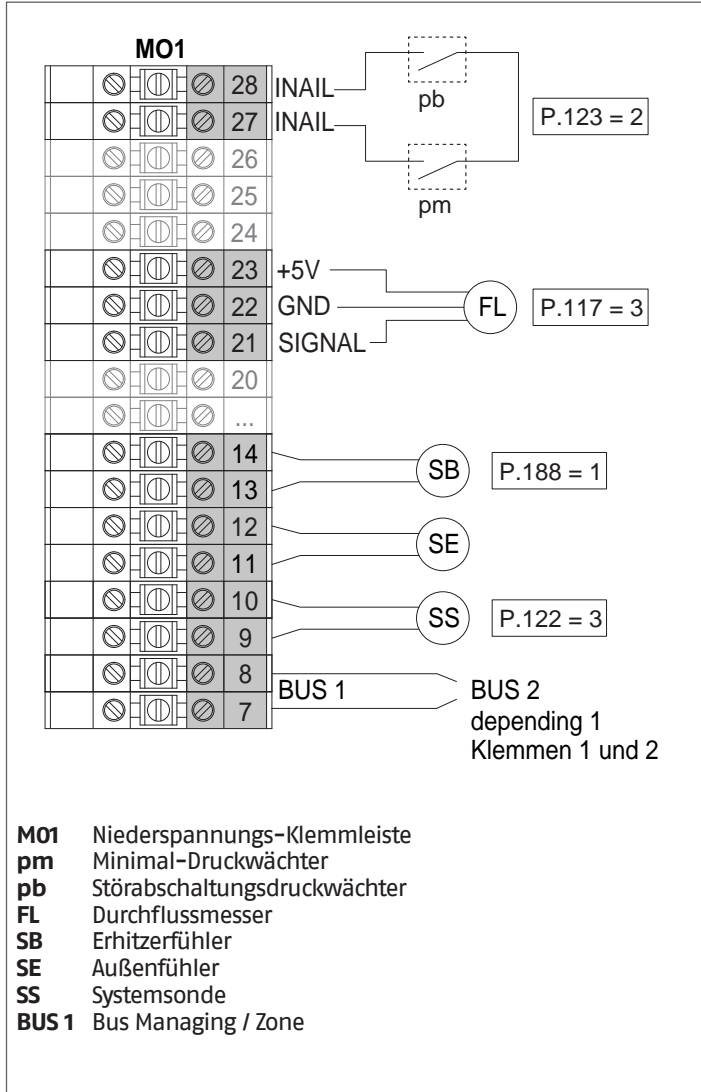 MO1
28 INAIL
pb
27 INAIL
P.123 = 2
26
pm
25
24
23 +5V
22 GND FL P.117 = 3
21 SIGNAL
20
...
14
SB P.188 = 1
13
12
SE
11
10
SS P.122 = 3
9
8
BUS 1 BUS 2
7
depending 1
Klemmen 1 und 2
M01 Niederspannungs-Klemmleiste
pm Minimal-Druckwächter
pb Störabschaltungsdruckwächter
FL Durchflussmesser
SB Erhitzerfühler
SE Außenfühler
SS Systemsonde
BUS 1 Bus Managing / Zone